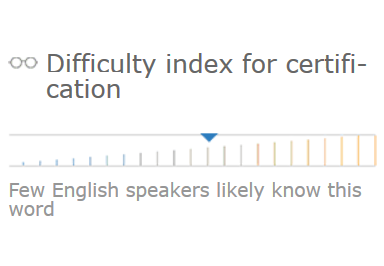 Difficulty index for certifi-
cation
Few English speakers likely know this
word